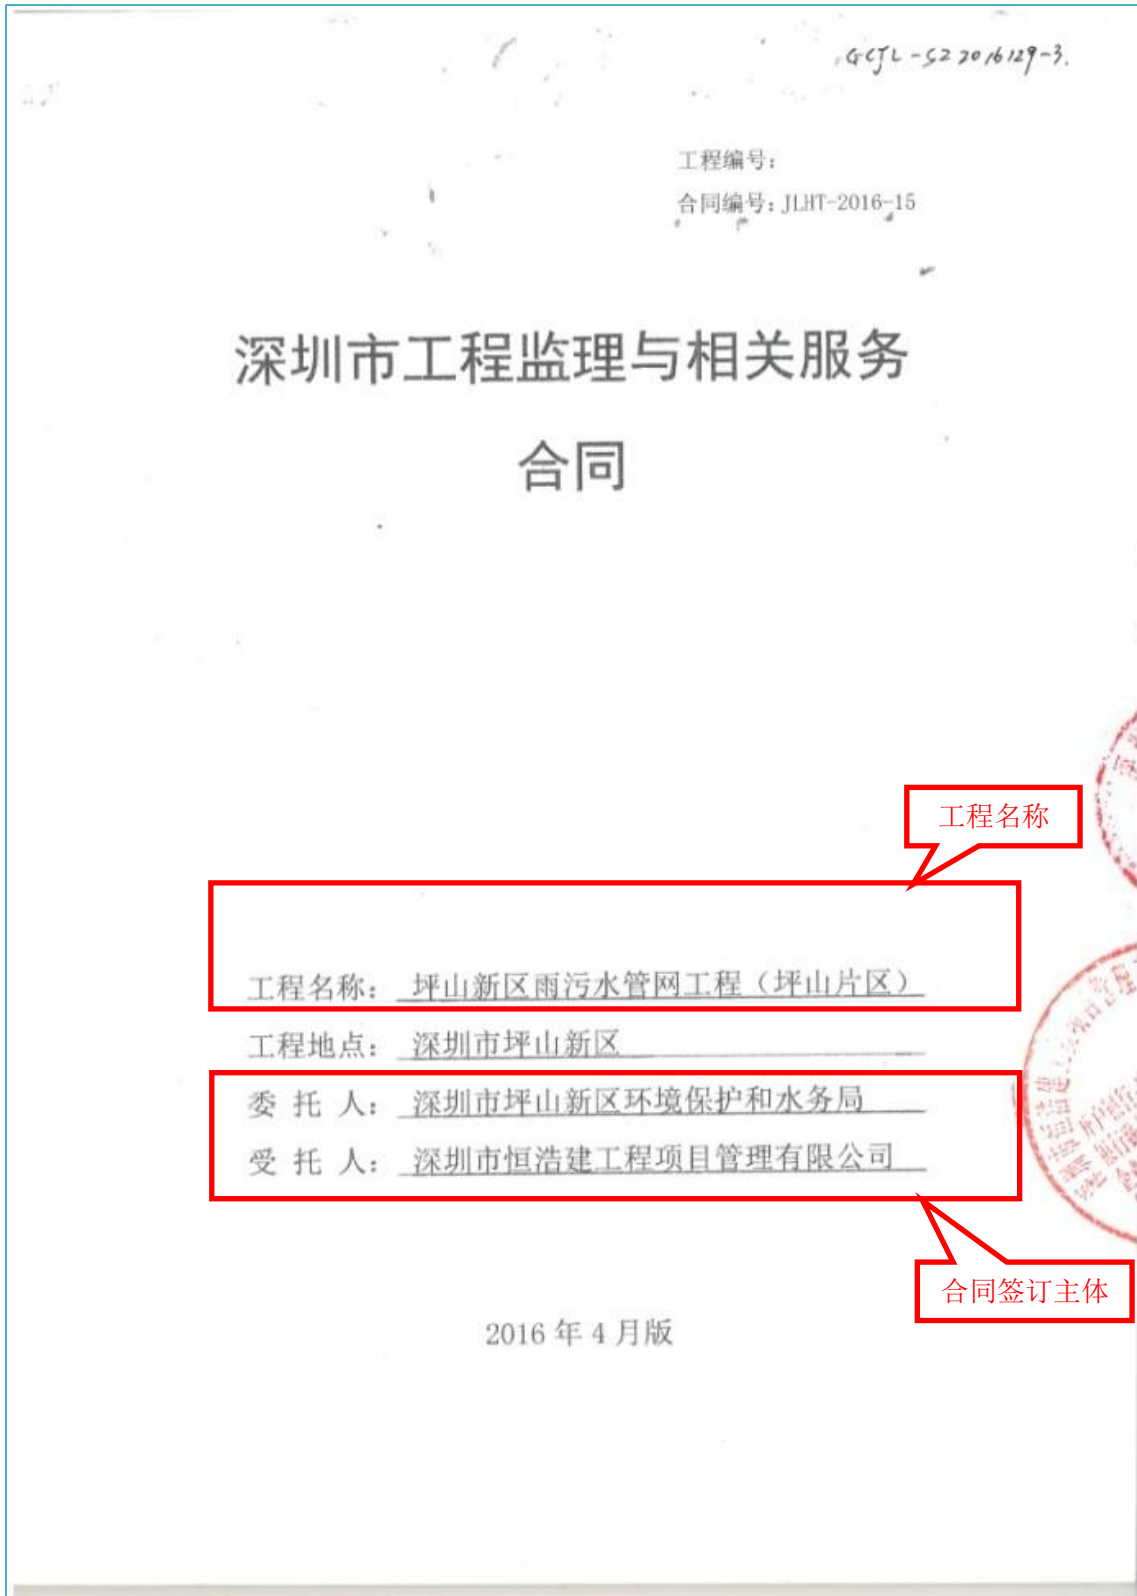 GCJL-SZ2016129-3.
工程编号：
合同编号：JLHT-2016-15
深圳市工程监理与相关服务
合同
工程名称
工程名称：坪山新区雨污水管网工程（坪山片区）
工程地点：深圳市坪山新区
委 托 人：深圳市坪山新区环境保护和水务局
受 托 人：深圳市恒浩建工程项目管理有限公司
合同签订主体
2016 年 4 月版